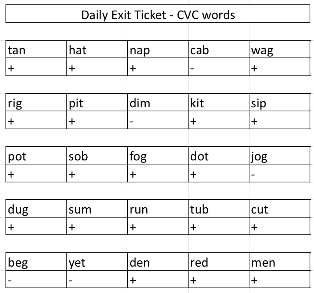 Daily Exit Ticket - CVC words
tan hat nap cab wag
+ + + - +
rig pit dim kit sip
+ + - + +
pot sob fog dot jog
+ + + + -
dug sum run tub cut
+ + + + +
beg yet den red men
- - + + +